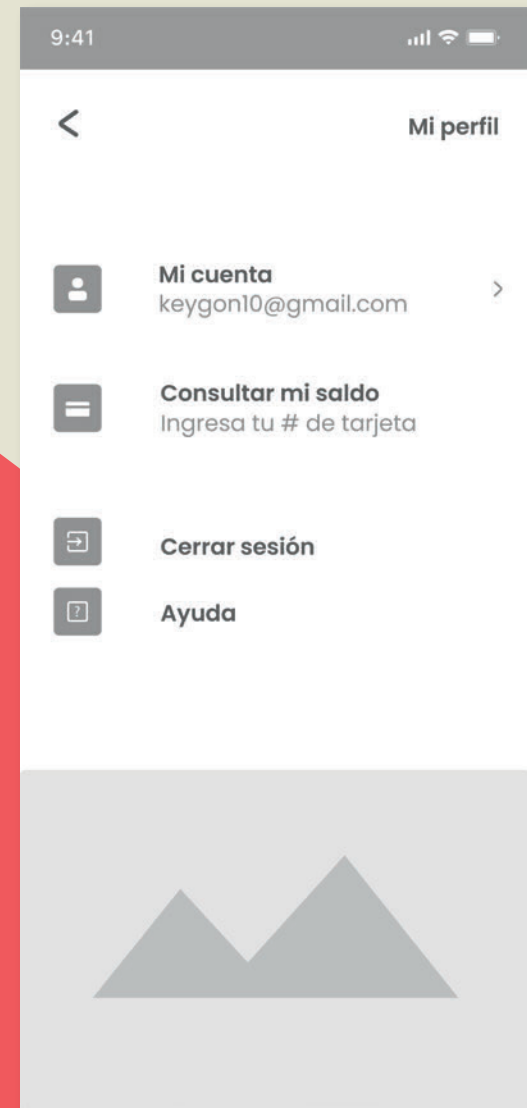 9:41
Mi perfil
Mi cuenta
keygon10@gmail.com
Consultar mi saldo
Ingresa tu # de tarjeta
Cerrar sesión
?
Ayuda